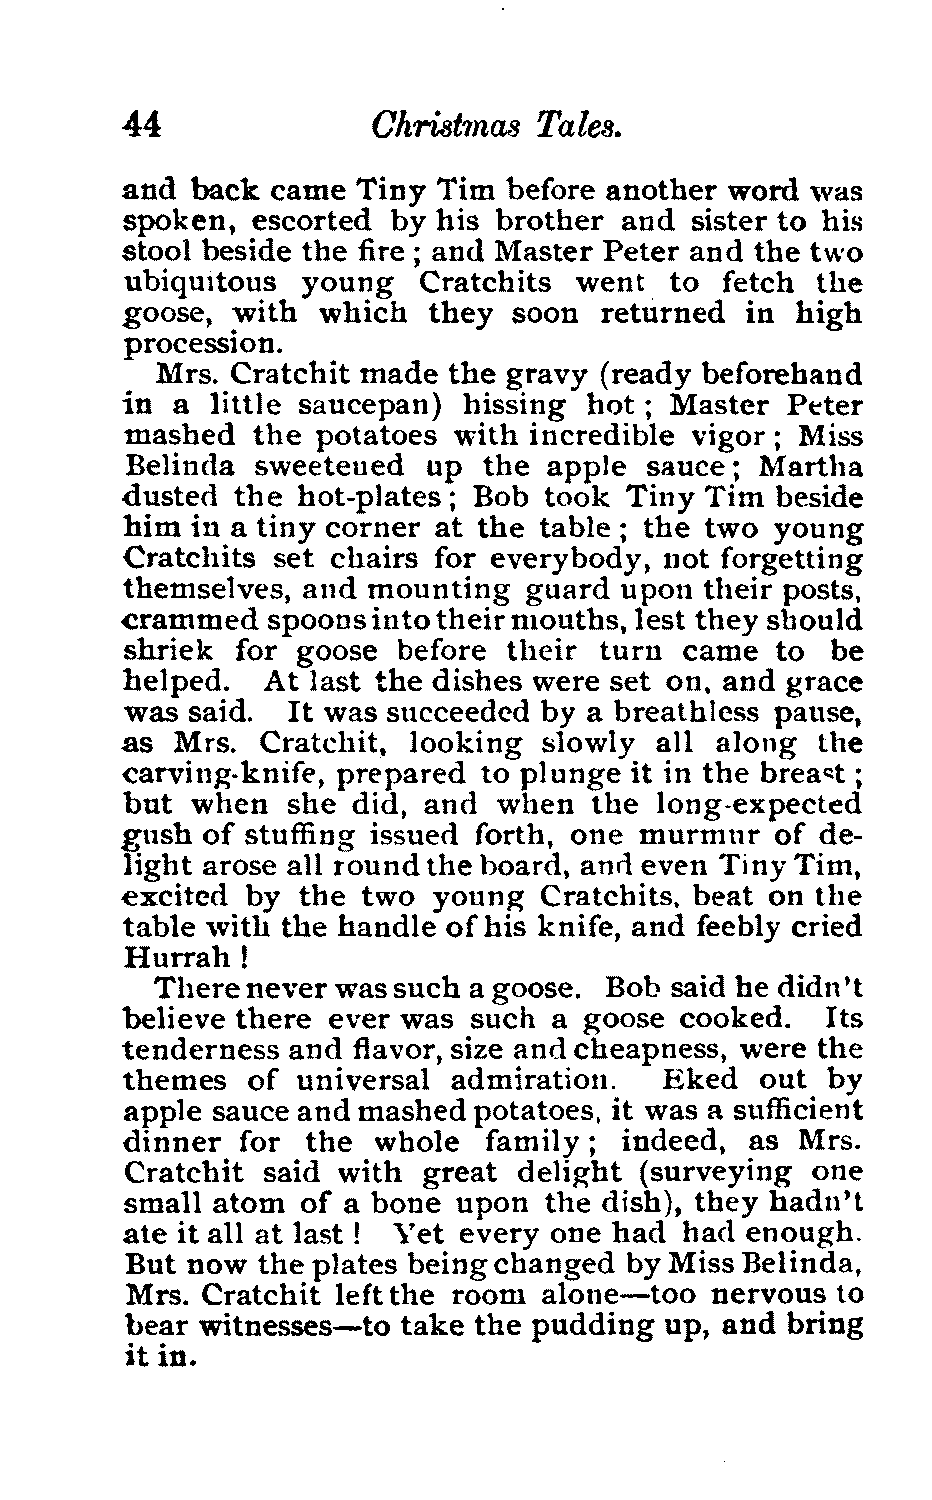 44 Christmas Tales.
and back came Tiny Tim before another word was
spoken, escorted by his brother and sister to his
stool beside the fire ; and Master Peter and the two
ubiquitous young Cratchits went to fetch the
goose, with which they soon returned in high
procession.
Mrs. Cratchit made the gravy (ready beforehand
in a little saucepan) hissing hot ; Master Peter
mashed the potatoes with incredible vigor ; Miss
Belinda sweetened up the apple sauce ; Martha
dusted the hot-plates ; Bob took Tiny Tim beside
him in a tiny corner at the table ; the two young
Cratchits set chairs for everybody, not forgetting
themselves, and mounting guard upon their posts,
crammed spoons into their mouths, lest they should
shriek for goose before their turn came to be
helped. At last the dishes were set on, and grace
was said. It was succeeded by a breathless pause,
as Mrs. Cratchit, looking slowly all along the
carving-knife, prepared to plunge it in the breast ;
but when she did, and when the long-expected
gush of stuffing issued forth, one murmur of de-
light arose all round the board, and even Tiny Tim,
excited by the two young Cratchits, beat on the
table with the handle of his knife, and feebly cried
Hurrah !
There never was such a goose. Bob said he didn't
believe there ever was such a goose cooked. Its
tenderness and flavor, size and cheapness, were the
themes of universal admiration. Eked out by
apple sauce and mashed potatoes, it was a sufficient
dinner for the whole family ; indeed, as Mrs.
Cratchit said with great delight (surveying one
small atom of a bone upon the dish), they hadn't
ate it all at last ! Yet every one had had enough.
But now the plates being changed by Miss Belinda,
Mrs. Cratchit left the room alone—too nervous to
bear witnesses—to take the pudding up, and bring
it in.